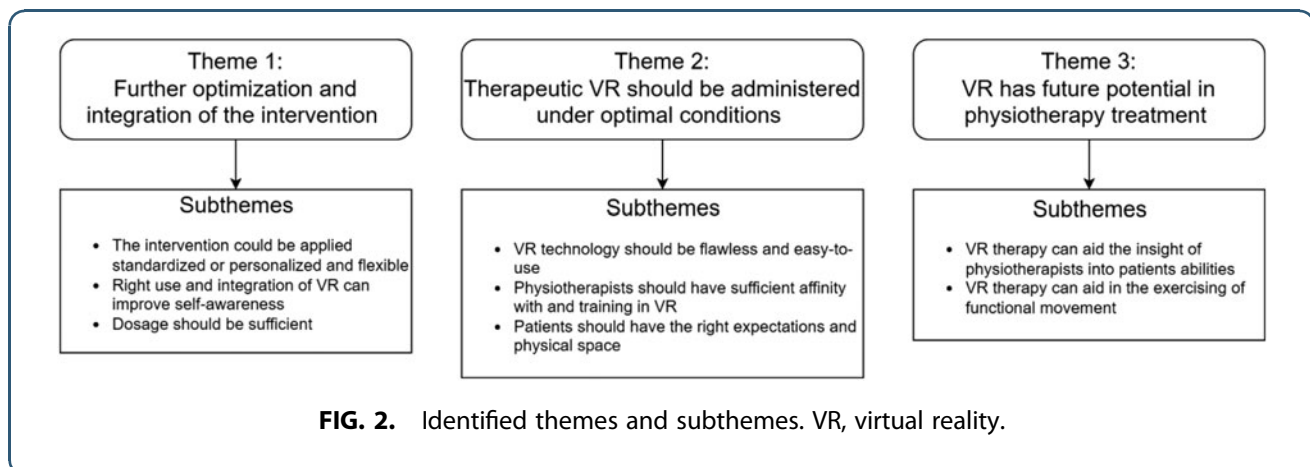 Theme 1:
Further optimization and
integration of the intervention
Subthemes
• The intervention could be applied
standardized or personalized and flexible
• Right use and integration of VR can
improve self-awareness
• Dosage should be sufficient
Theme 2:
Therapeutic VR should be administered
under optimal conditions
Subthemes
• VR technology should be flawless and easy-to-
use
• Physiotherapists should have sufficient affinity
with and training in VR
• Patients should have the right expectations and
physical space
Theme 3:
VR has future potential in
physiotherapy treatment
Subthemes
• VR therapy can aid the insight of
physiotherapists into patients abilities
• VR therapy can aid in the exercising of
functional movement
FIG. 2. Identified themes and subthemes. VR, virtual reality.